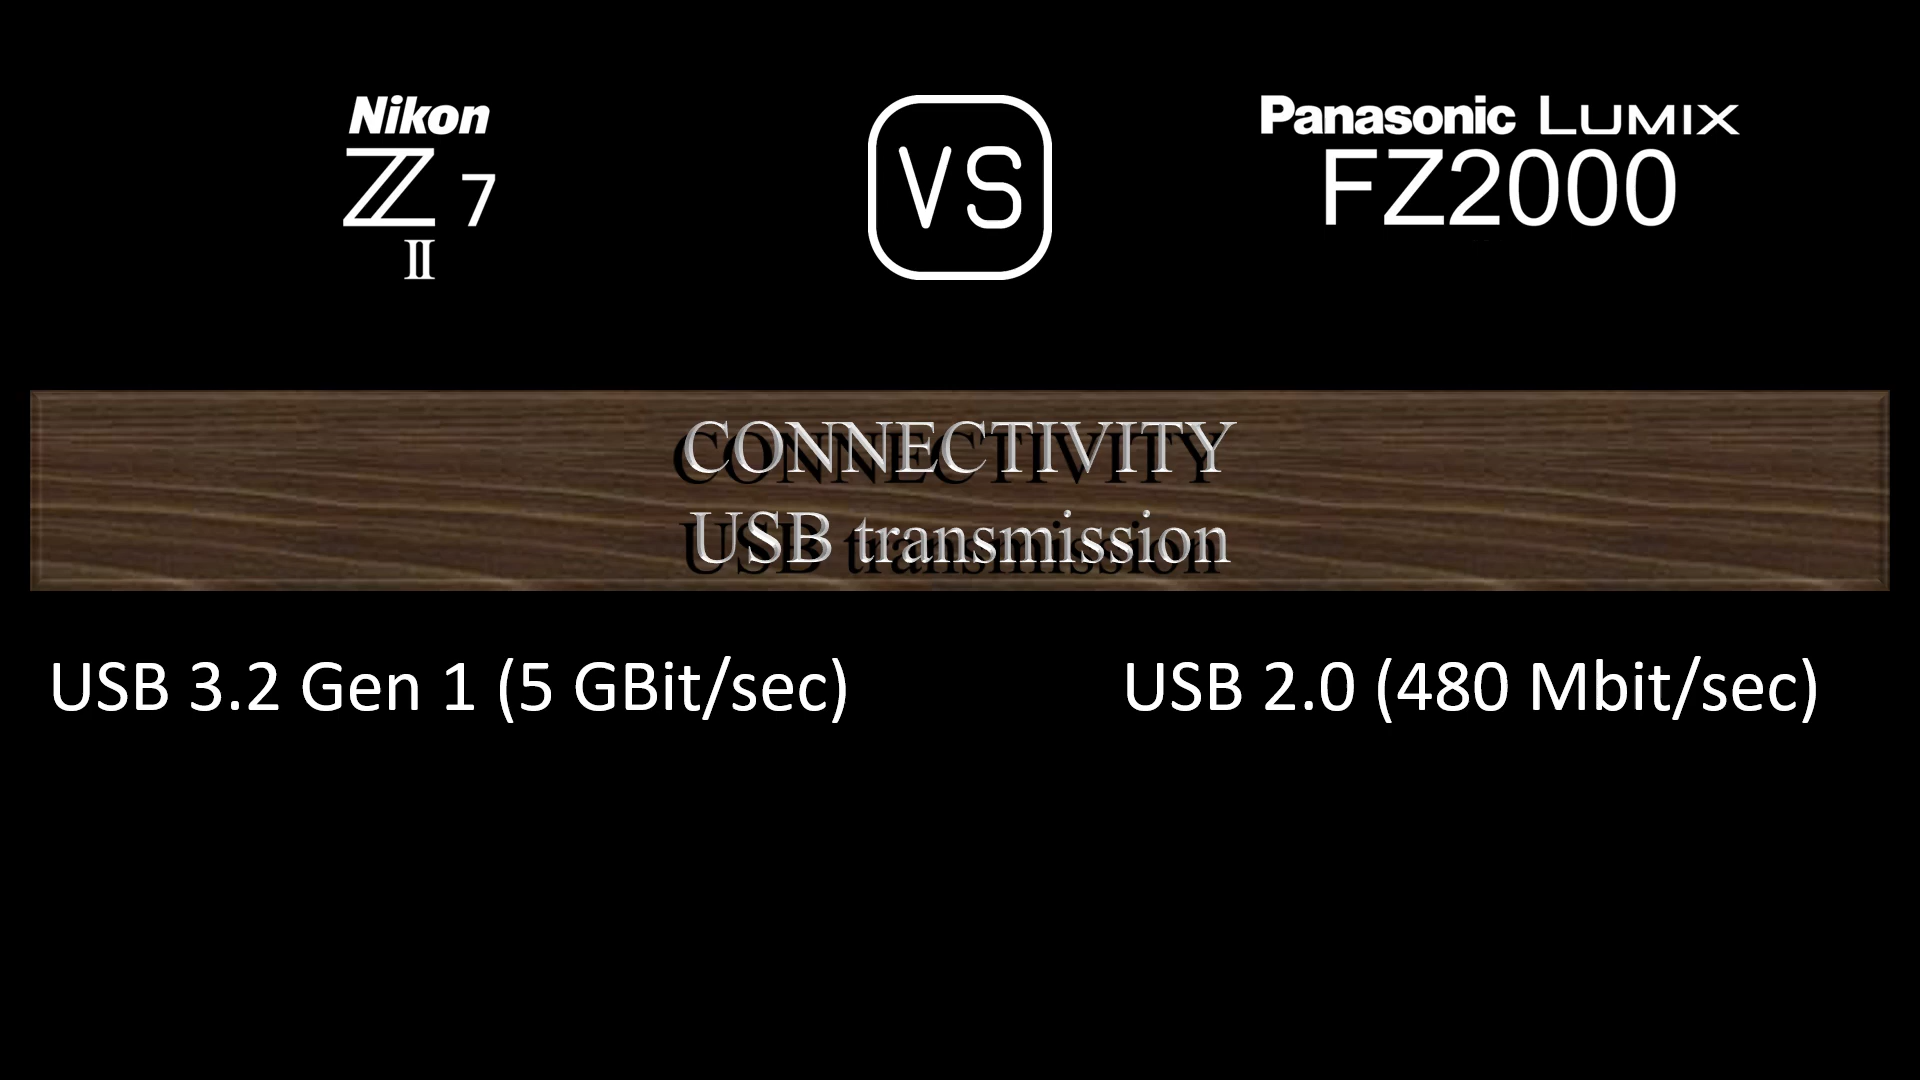 Nikon
Z 7
II
VS
Panasonic LUMIX
FZ2000
CONNECTIVITY
USB transmission
USB 3.2 Gen 1 (5 GBit/sec)
USB 2.0 (480 Mbit/sec)